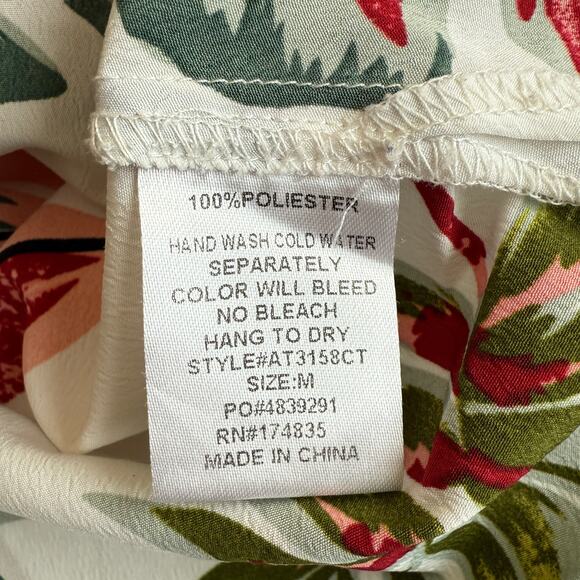 100%POLIESTER
HAND WASH COLD WATER
SEPARATELY
COLOR WILL BLEED
NO BLEACH
HANG TO DRY
STYLE#AT3158CT
SIZE:M
PO#4839291
RN#174835
MADE IN CHINA